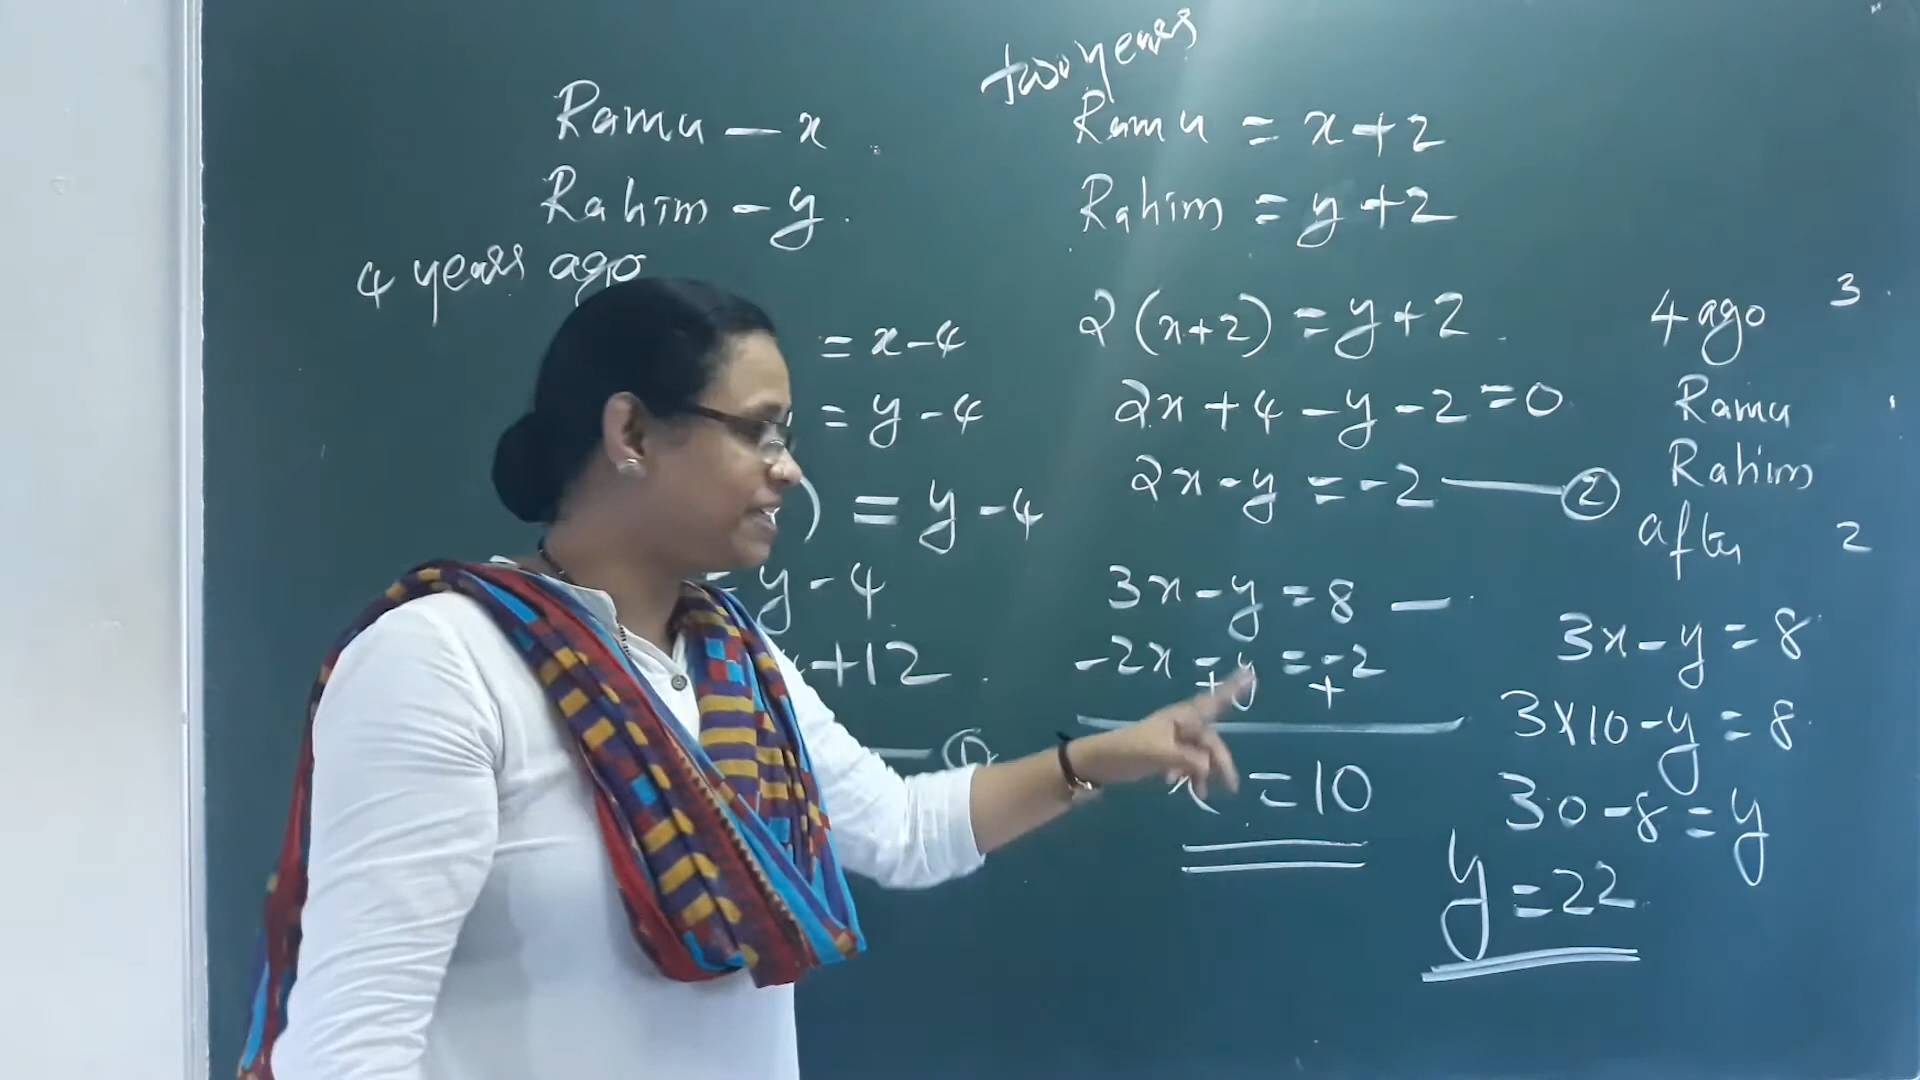 Ramu — x
Rahim - y
4 years ago
= x-4
= y-4
) = y-4
= y-4
+12
— ①
two years
Ramu = x+2
Rahim = y+2
2(x+2) = y+2
2x+4-y-2=0
2x-y=-2 — ②
3x-y=8 —
-2x-y=-2
+ +
x = 10
4 ago 3
Ramu
Rahim
after 2
3x-y=8
3x10-y=8
30-8=y
y=22